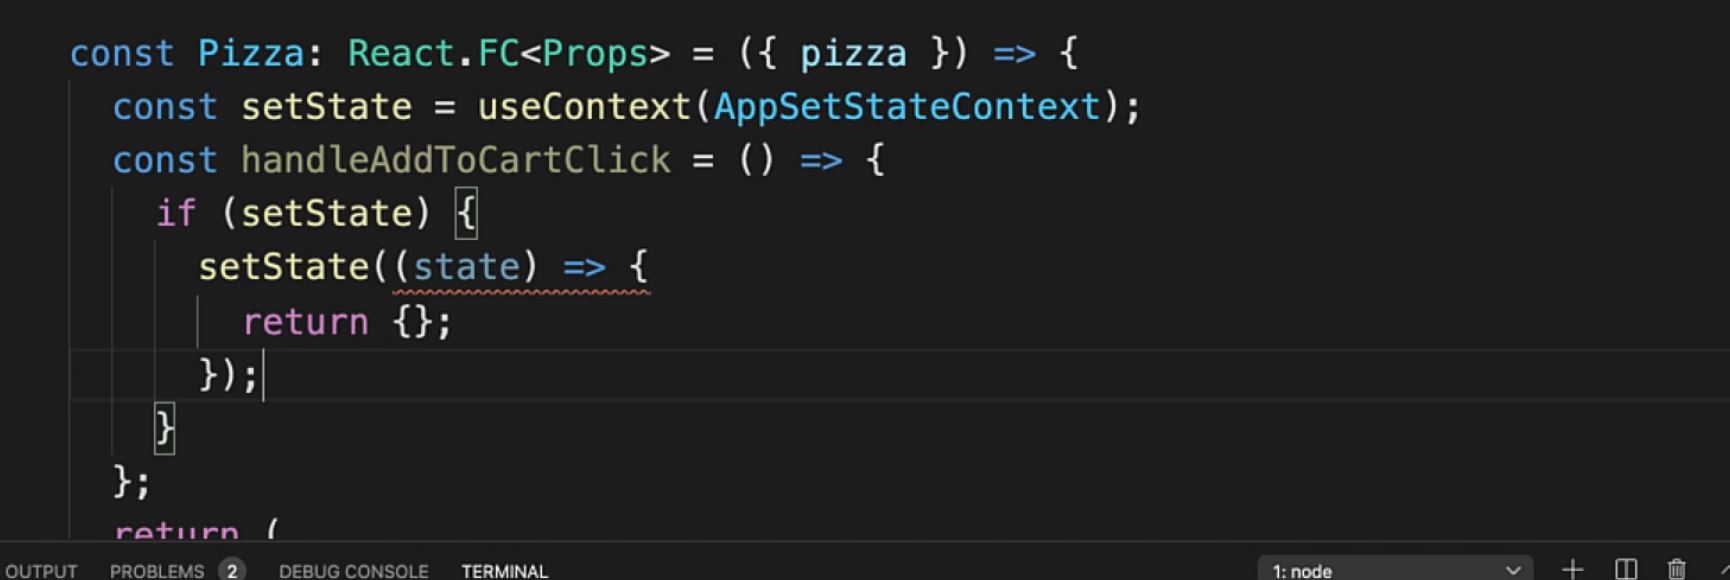 const Pizza: React.FC<Props> = ({ pizza }) => {
  const setState = useContext(AppSetStateContext);
  const handleAddToCartClick = () => {
    if (setState) {
      setState((state) => {
        return {};
      });
    }
  };
  return (
OUTPUT PROBLEMS 2 DEBUG CONSOLE TERMINAL 1: node